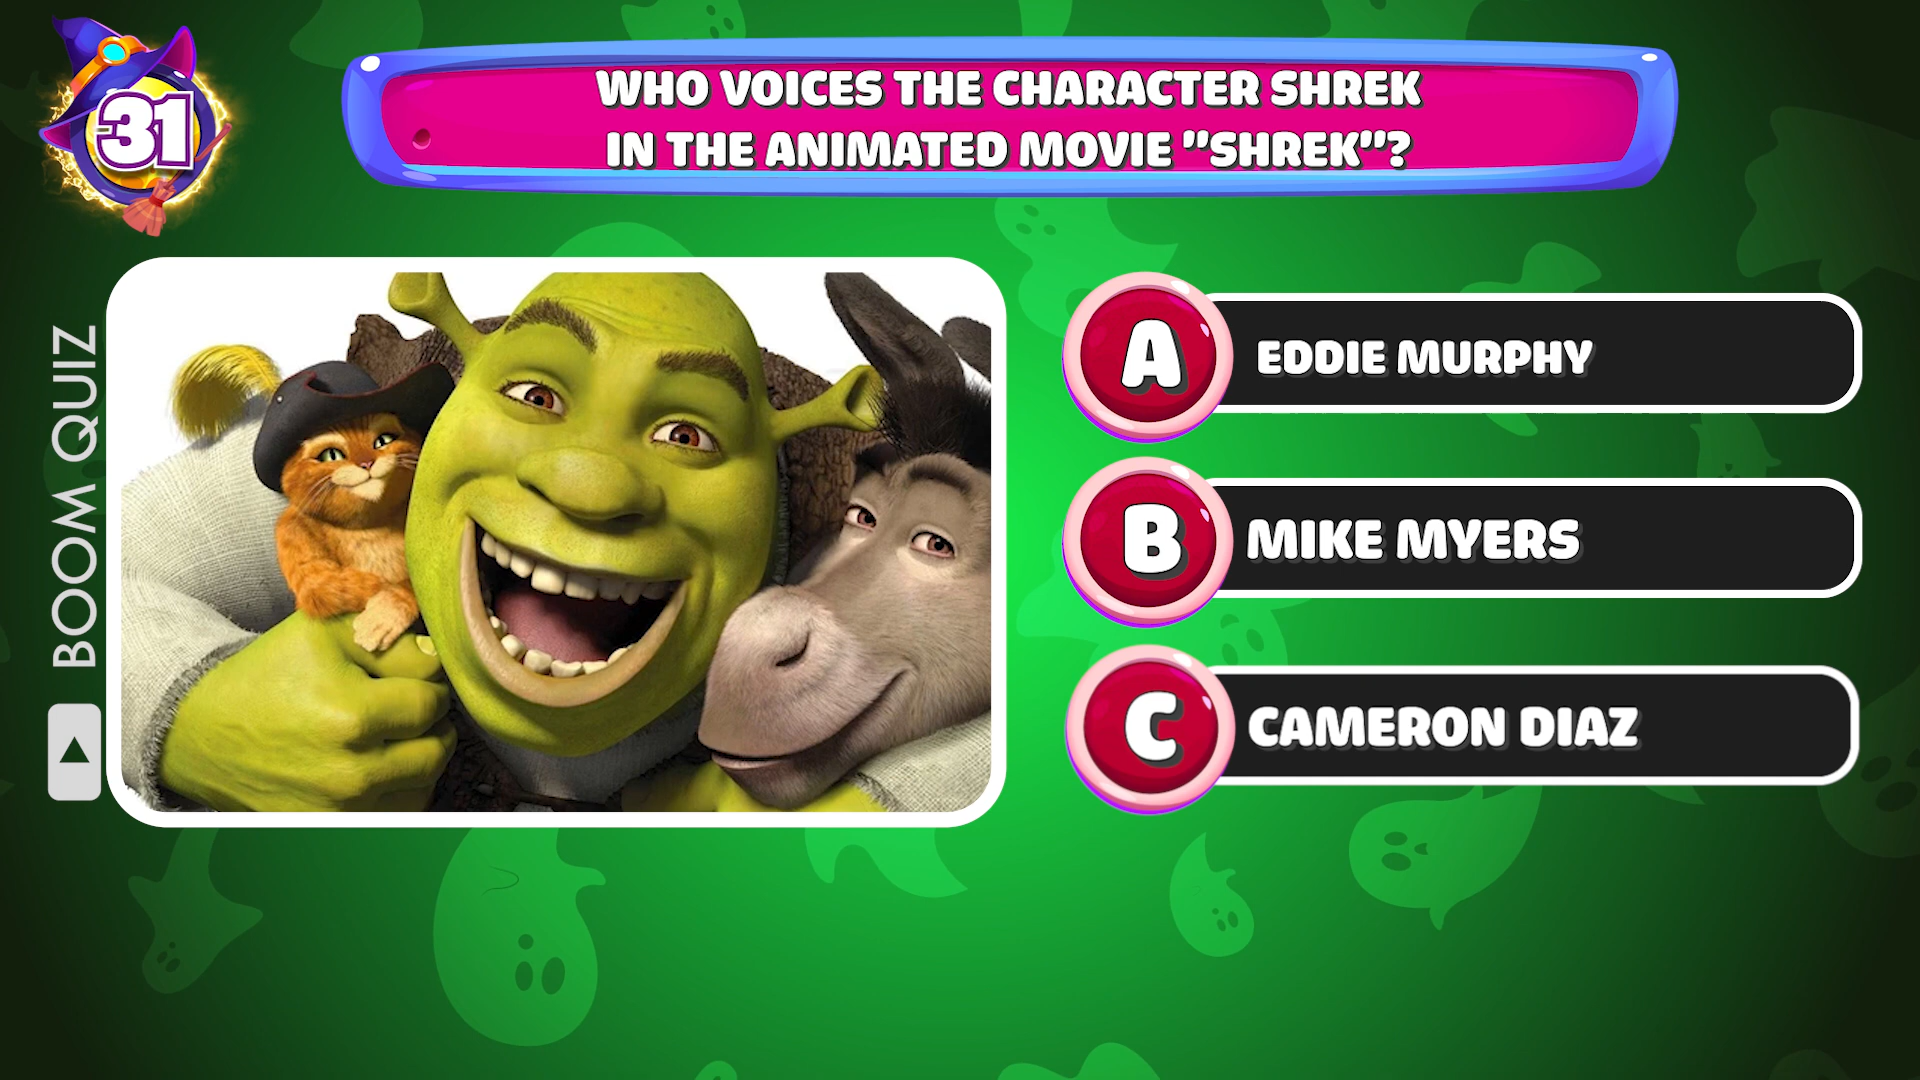 31
WHO VOICES THE CHARACTER SHREK
IN THE ANIMATED MOVIE "SHREK"?
BOOM QUIZ
A EDDIE MURPHY
B MIKE MYERS
C CAMERON DIAZ